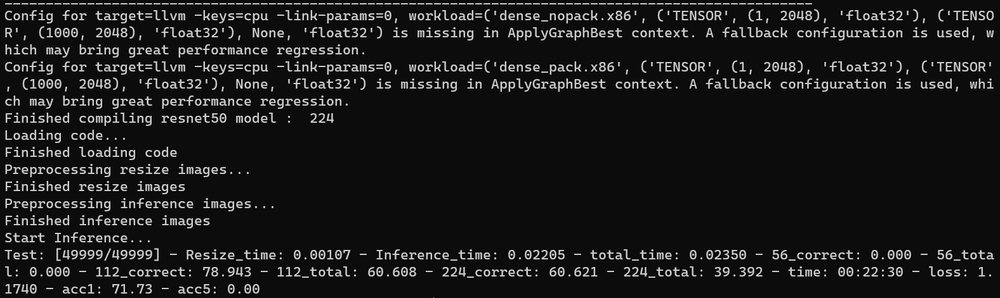 Config for target=llvm -keys=cpu -link-params=0, workload=('dense_nopack.x86', ('TENSOR', (1, 2048), 'float32'), ('TENSO
R', (1000, 2048), 'float32'), None, 'float32') is missing in ApplyGraphBest context. A fallback configuration is used, w
hich may bring great performance regression.
Config for target=llvm -keys=cpu -link-params=0, workload=('dense_pack.x86', ('TENSOR', (1, 2048), 'float32'), ('TENSOR'
, (1000, 2048), 'float32'), None, 'float32') is missing in ApplyGraphBest context. A fallback configuration is used, whi
ch may bring great performance regression.
Finished compiling resnet50 model :  224
Loading code...
Finished loading code
Preprocessing resize images...
Finished resize images
Preprocessing inference images...
Finished inference images
Start Inference...
Test: [49999/49999] - Resize_time: 0.00107 - Inference_time: 0.02205 - total_time: 0.02350 - 56_correct: 0.000 - 56_tota
l: 0.000 - 112_correct: 78.943 - 112_total: 60.608 - 224_correct: 60.621 - 224_total: 39.392 - time: 00:22:30 - loss: 1.
1740 - acc1: 71.73 - acc5: 0.00